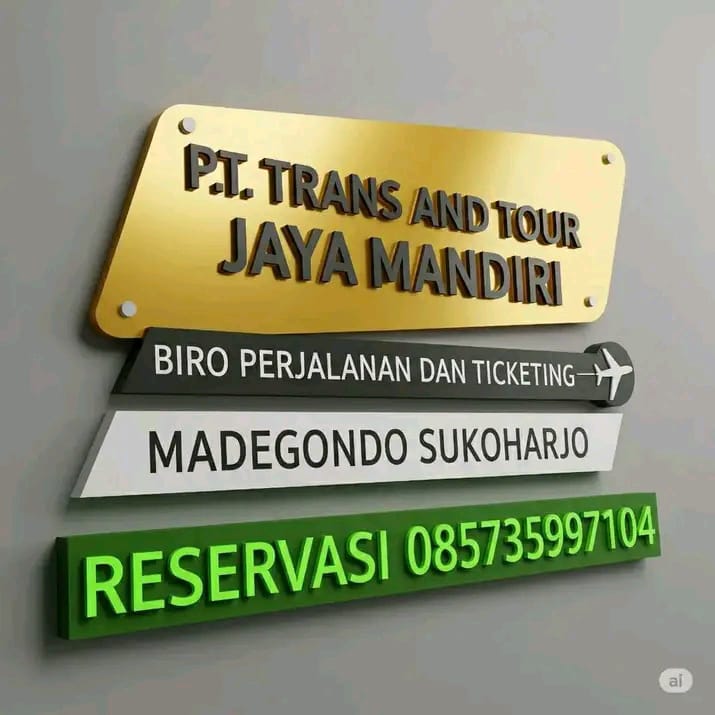 P.T. TRANS AND TOUR
JAYA MANDIRI
BIRO PERJALANAN DAN TICKETING
MADEGONDO SUKOHARJO
RESERVASI 085735997104
ai